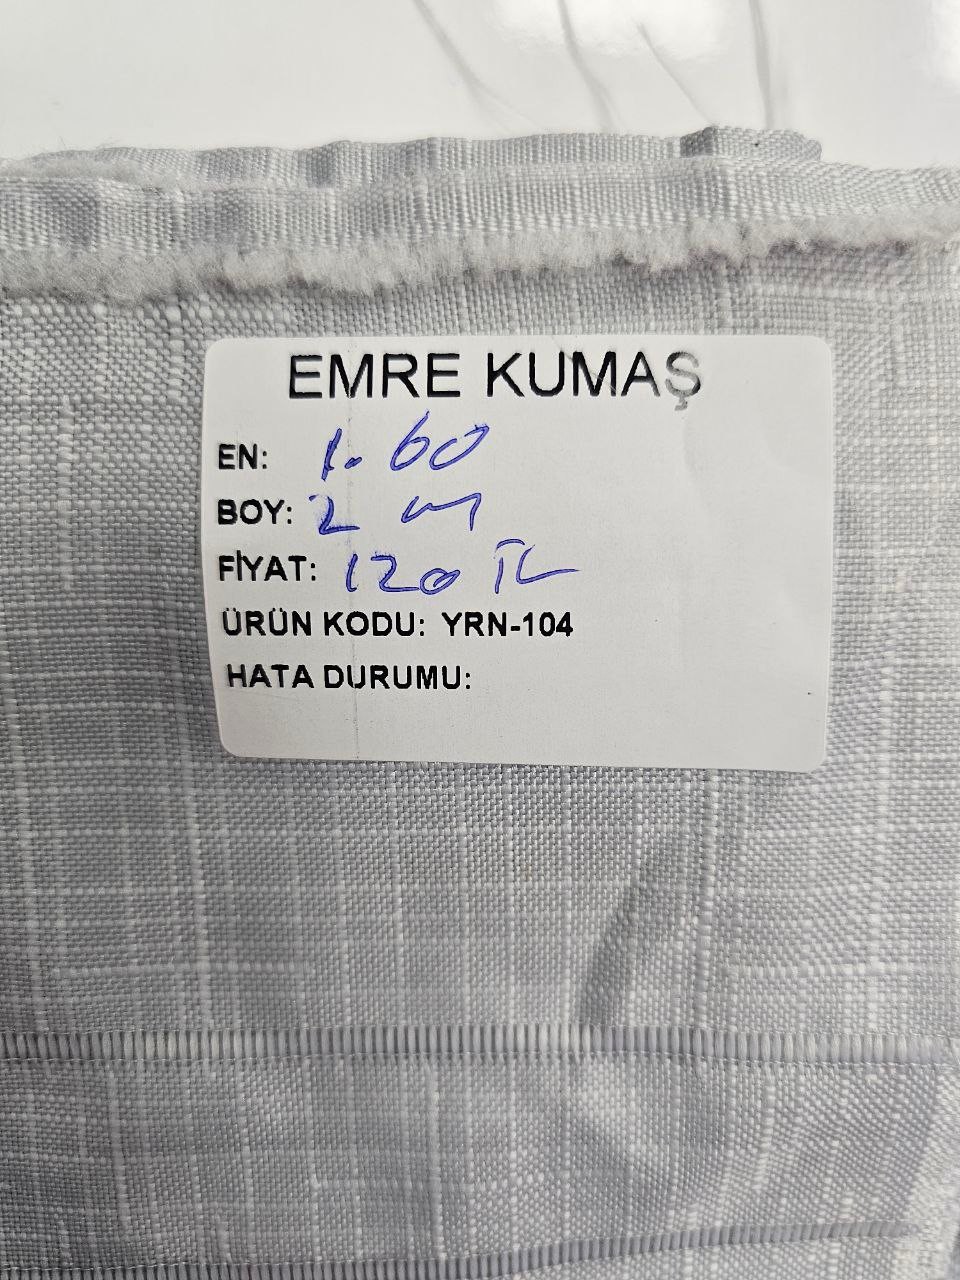 EMRE KUMAŞ
EN: 1.60
BOY: 2 m
FİYAT: 120 TL
ÜRÜN KODU: YRN-104
HATA DURUMU: